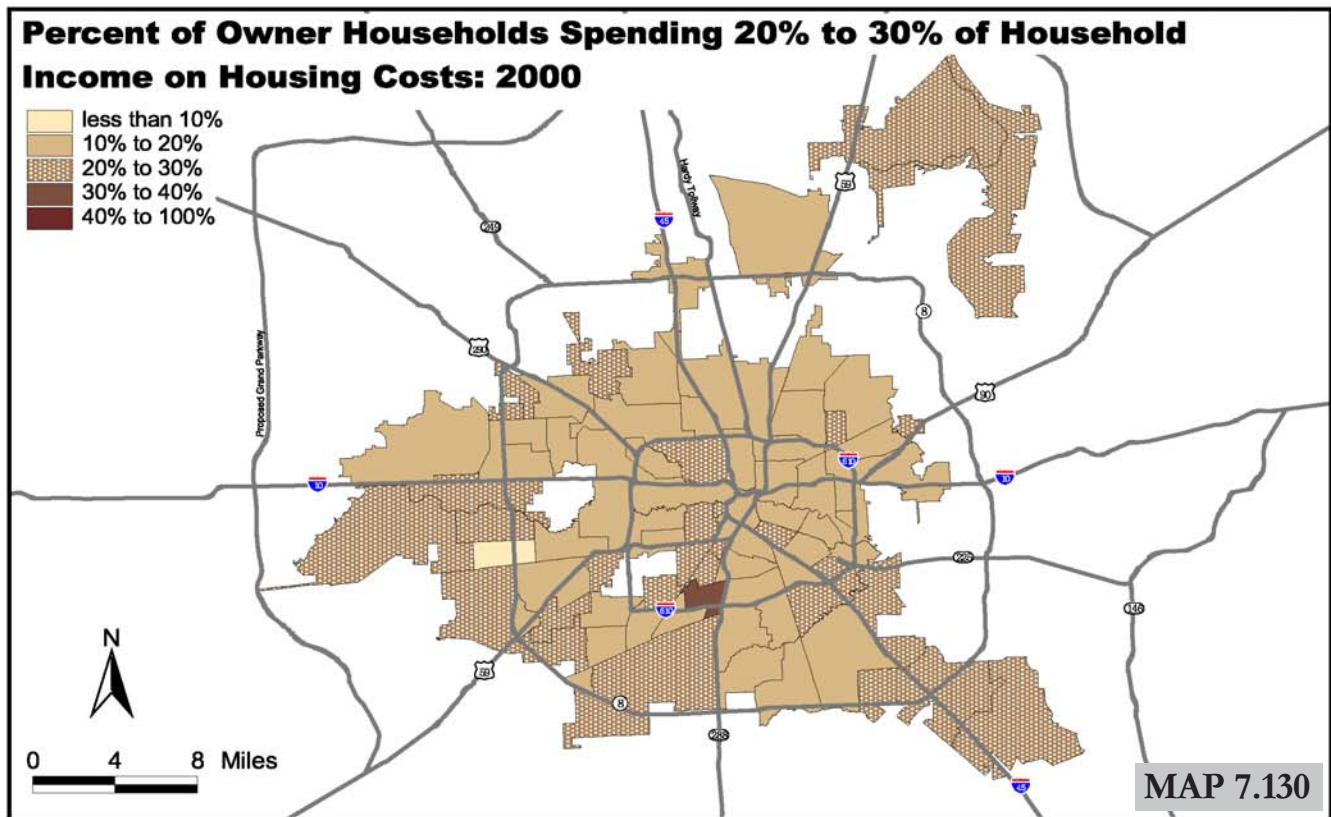 Percent of Owner Households Spending 20% to 30% of Household
Income on Housing Costs: 2000
less than 10%
10% to 20%
20% to 30%
30% to 40%
40% to 100%
Hardy Tollway
59
45
249
8
290
Proposed Grand Parkway
90
610
10
10
225
146
610
59
8
288
45
N
0 4 8 Miles
MAP 7.130